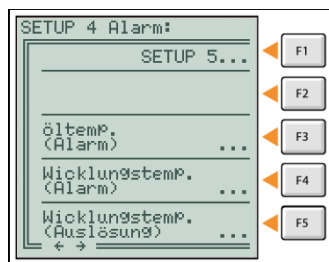 SETUP 4 Alarm:
SETUP 5...
F1
F2
öltemp.
(Alarm) ...
F3
Wicklungstemp.
(Alarm) ...
F4
Wicklungstemp.
(Auslösung) ...
F5
← →